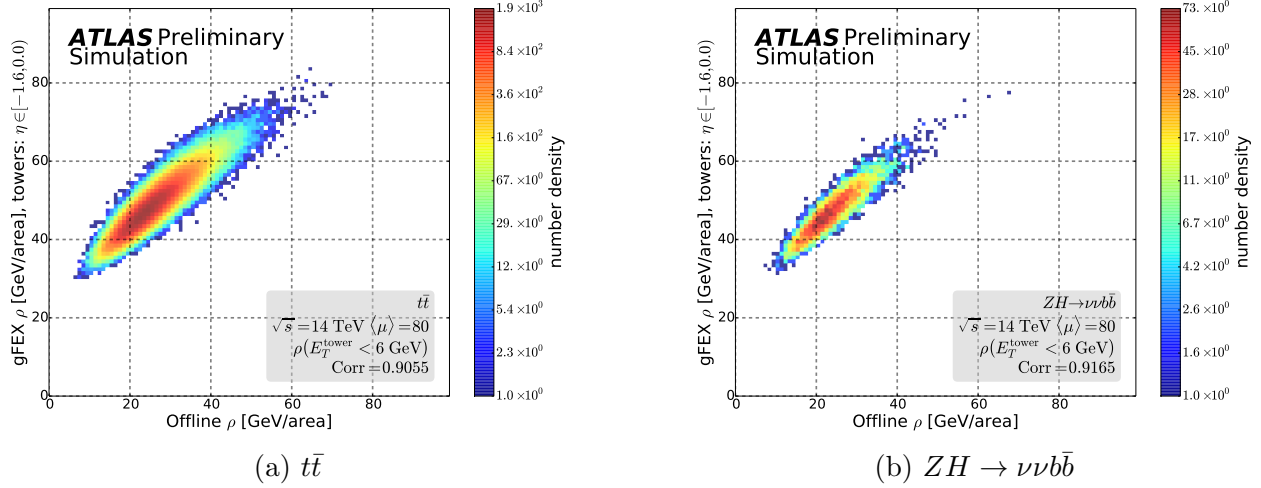 ATLAS Preliminary
Simulation
gFEX ρ [GeV/area], towers: η ∈[−1.6,0.0)
80
60
40
20
0
0 20 40 60 80
Offline ρ [GeV/area]
tt̄
√s =14 TeV ⟨μ⟩ =80
ρ(E_T^tower < 6 GeV)
Corr =0.9055
1.9 ×10³
8.4 ×10²
3.6 ×10²
1.6 ×10²
67. ×10⁰
29. ×10⁰
12. ×10⁰
5.4 ×10⁰
2.3 ×10⁰
1.0 ×10⁰
number density
(a) tt̄
ATLAS Preliminary
Simulation
gFEX ρ [GeV/area], towers: η ∈[−1.6,0.0)
80
60
40
20
0
0 20 40 60 80
Offline ρ [GeV/area]
ZH→ννbb̄
√s =14 TeV ⟨μ⟩ =80
ρ(E_T^tower < 6 GeV)
Corr =0.9165
73. ×10⁰
45. ×10⁰
28. ×10⁰
17. ×10⁰
11. ×10⁰
6.7 ×10⁰
4.2 ×10⁰
2.6 ×10⁰
1.6 ×10⁰
1.0 ×10⁰
number density
(b) ZH → ννbb̄